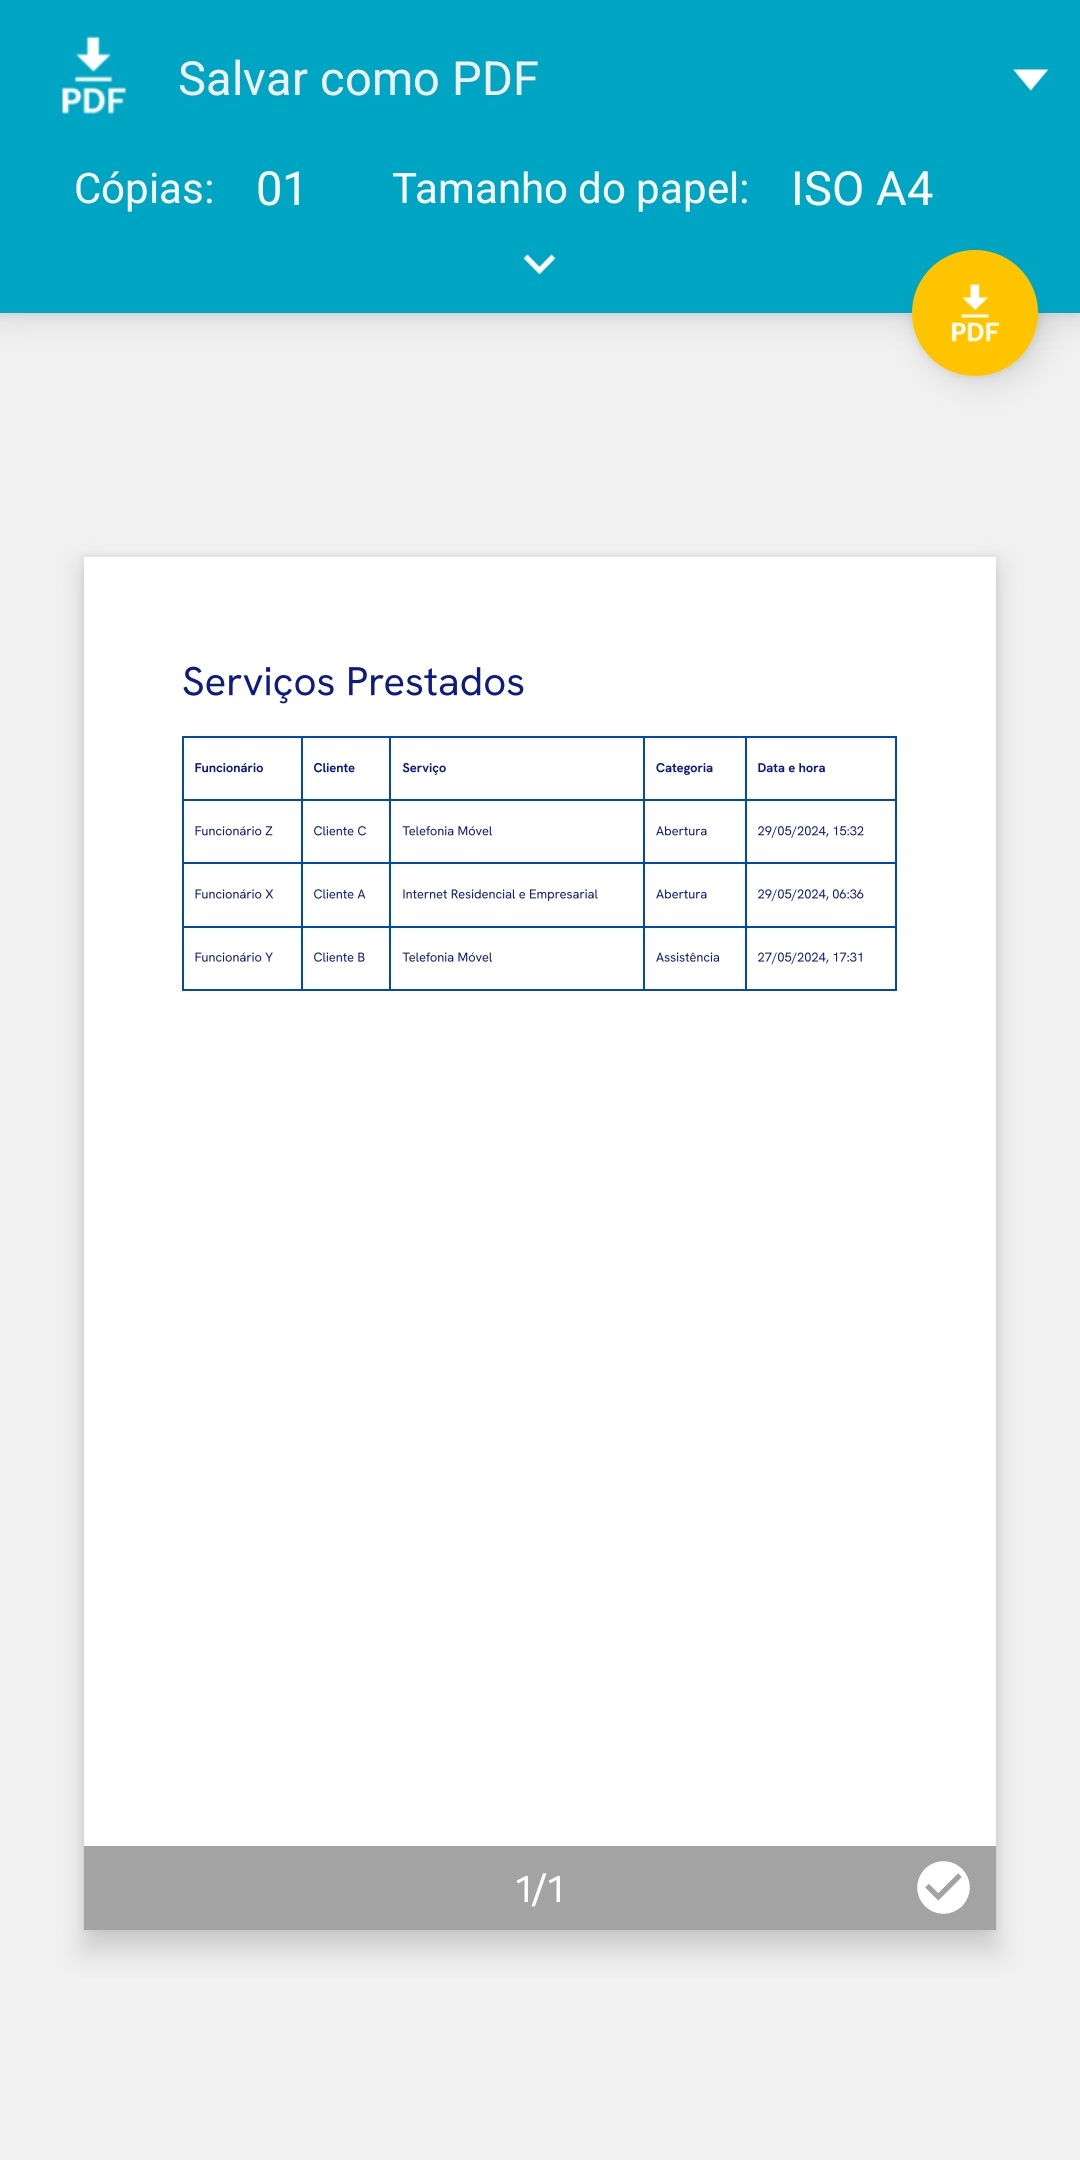 PDF
Salvar como PDF
Cópias: 01 Tamanho do papel: ISO A4
PDF
Serviços Prestados
Funcionário Cliente Serviço Categoria Data e hora
Funcionário Z Cliente C Telefonia Móvel Abertura 29/05/2024, 15:32
Funcionário X Cliente A Internet Residencial e Empresarial Abertura 29/05/2024, 06:36
Funcionário Y Cliente B Telefonia Móvel Assistência 27/05/2024, 17:31
1/1